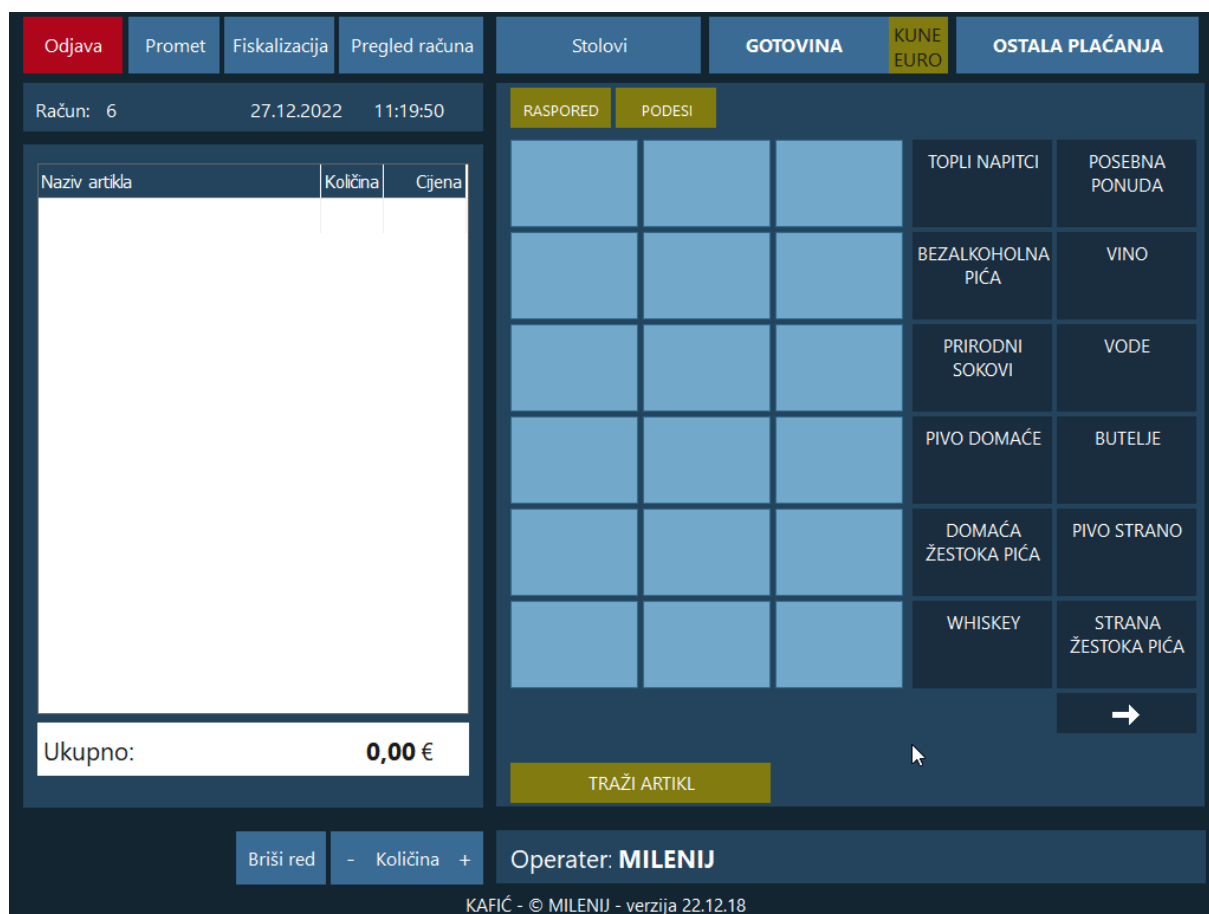 Odjava Promet Fiskalizacija Pregled računa Stolovi GOTOVINA KUNE OSTALA PLAĆANJA
EURO
Račun: 6 27.12.2022 11:19:50
RASPORED PODESI
Naziv artikla Količina Cijena
TOPLI NAPITCI POSEBNA
PONUDA
BEZALKOHOLNA VINO
PIĆA
PRIRODNI VODE
SOKOVI
PIVO DOMAĆE BUTELJE
DOMAĆA PIVO STRANO
ŽESTOKA PIĆA
WHISKEY STRANA
ŽESTOKA PIĆA
Ukupno: 0,00 €
TRAŽI ARTIKL
Briši red - Količina +
Operater: MILENIJ
KAFIĆ - © MILENIJ - verzija 22.12.18